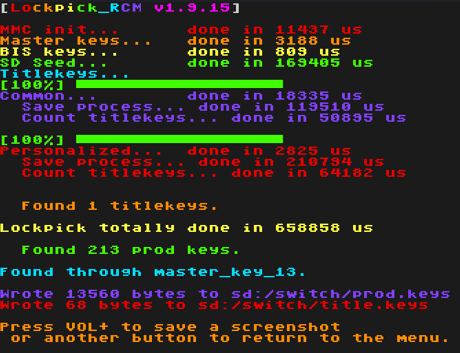 [Lockpick_RCM v1.9.15]
MMC init... done in 11437 us
Master keys... done in 3188 us
BIS keys... done in 809 us
SD Seed... done in 169405 us
Titlekeys...
[100%]
Common... done in 18335 us
Save process... done in 119510 us
Count titlekeys... done in 50895 us
[100%]
Personalized... done in 2825 us
Save process... done in 210794 us
Count titlekeys... done in 64182 us
Found 1 titlekeys.
Lockpick totally done in 658858 us
Found 213 prod keys.
Found through master_key_13.
Wrote 13560 bytes to sd:/switch/prod.keys
Wrote 68 bytes to sd:/switch/title.keys
Press VOL+ to save a screenshot
or another button to return to the menu.